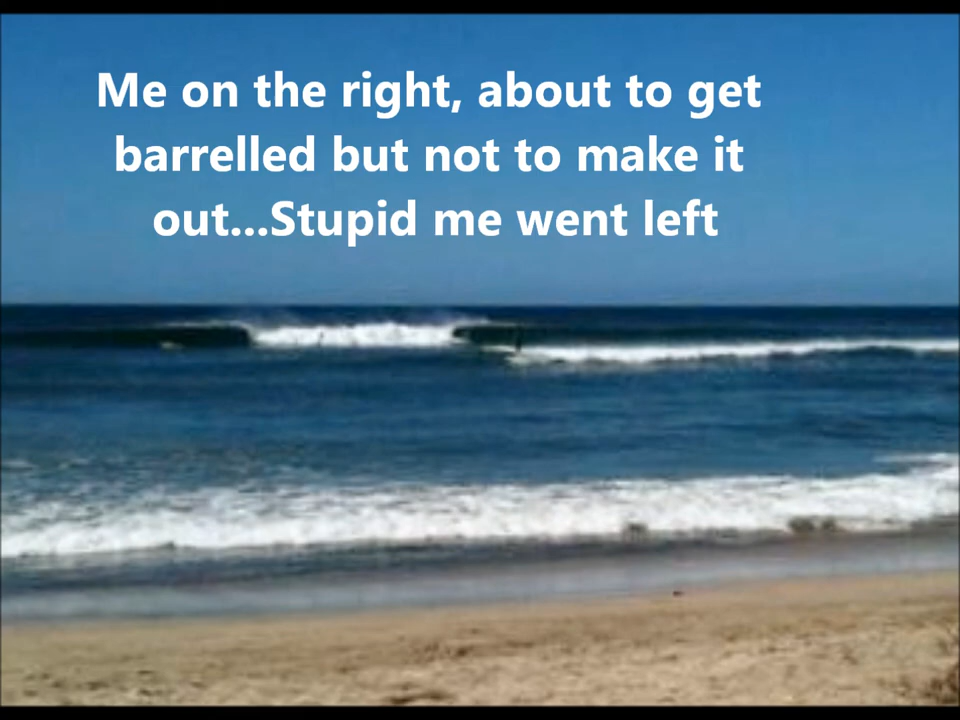 Me on the right, about to get
barrelled but not to make it
out...Stupid me went left